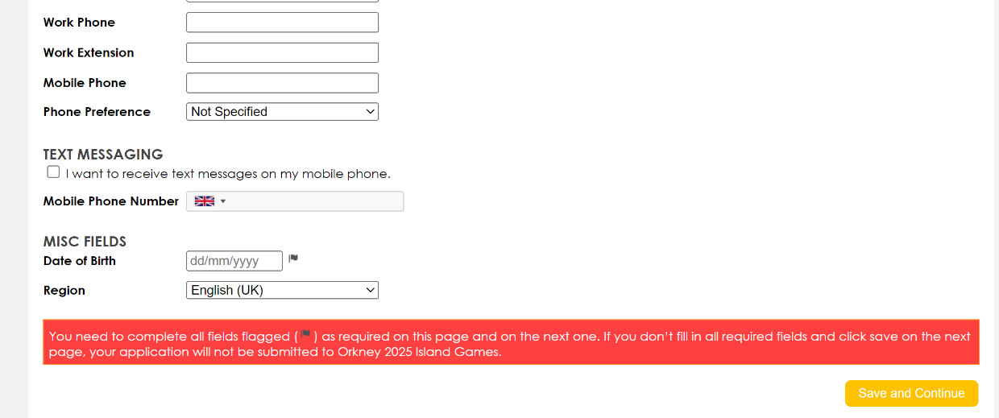 Work Phone
Work Extension
Mobile Phone
Phone Preference Not Specified
TEXT MESSAGING
I want to receive text messages on my mobile phone.
Mobile Phone Number
MISC FIELDS
Date of Birth dd/mm/yyyy
Region English (UK)
You need to complete all fields flagged ( ) as required on this page and on the next one. If you don't fill in all required fields and click save on the next
page, your application will not be submitted to Orkney 2025 Island Games.
Save and Continue